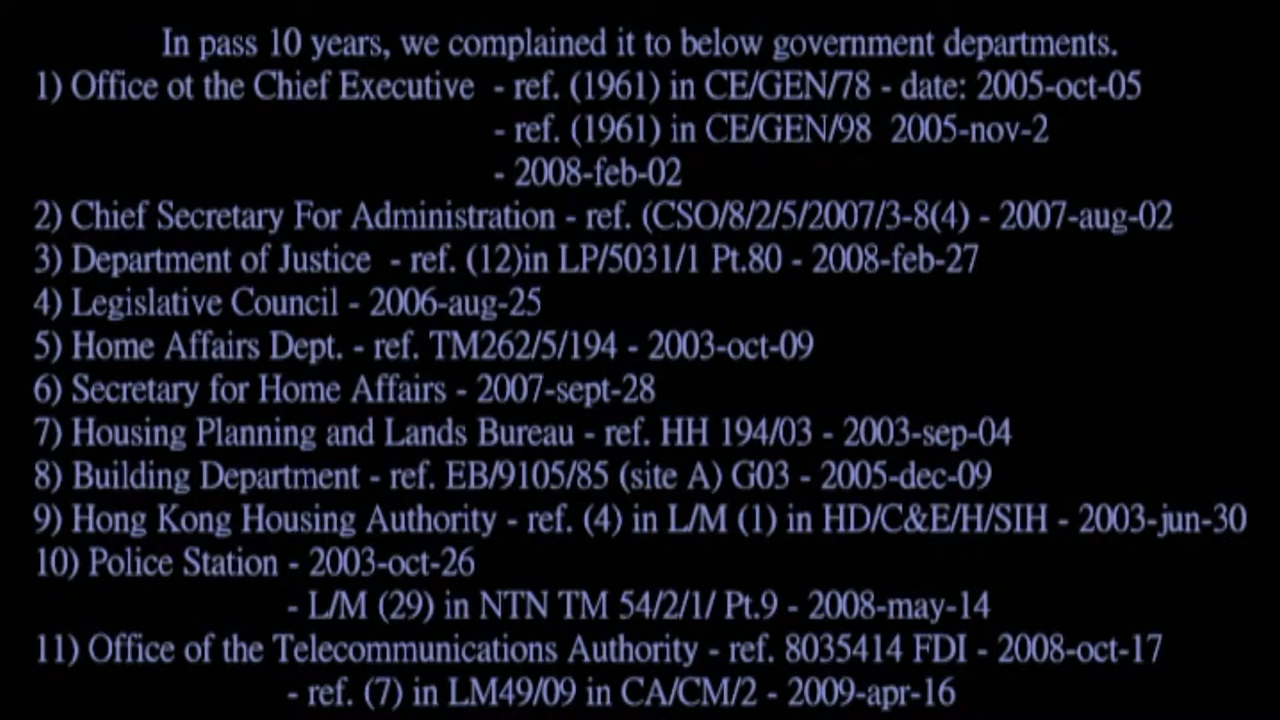 In pass 10 years, we complained it to below government departments.
1) Office ot the Chief Executive - ref. (1961) in CE/GEN/78 - date: 2005-oct-05
- ref. (1961) in CE/GEN/98 2005-nov-2
- 2008-feb-02
2) Chief Secretary For Administration - ref. (CSO/8/2/5/2007/3-8(4) - 2007-aug-02
3) Department of Justice - ref. (12)in LP/5031/1 Pt.80 - 2008-feb-27
4) Legislative Council - 2006-aug-25
5) Home Affairs Dept. - ref. TM262/5/194 - 2003-oct-09
6) Secretary for Home Affairs - 2007-sept-28
7) Housing Planning and Lands Bureau - ref. HH 194/03 - 2003-sep-04
8) Building Department - ref. EB/9105/85 (site A) G03 - 2005-dec-09
9) Hong Kong Housing Authority - ref. (4) in L/M (1) in HD/C&E/H/SIH - 2003-jun-30
10) Police Station - 2003-oct-26
- L/M (29) in NTN TM 54/2/1/ Pt.9 - 2008-may-14
11) Office of the Telecommunications Authority - ref. 8035414 FDI - 2008-oct-17
- ref. (7) in LM49/09 in CA/CM/2 - 2009-apr-16